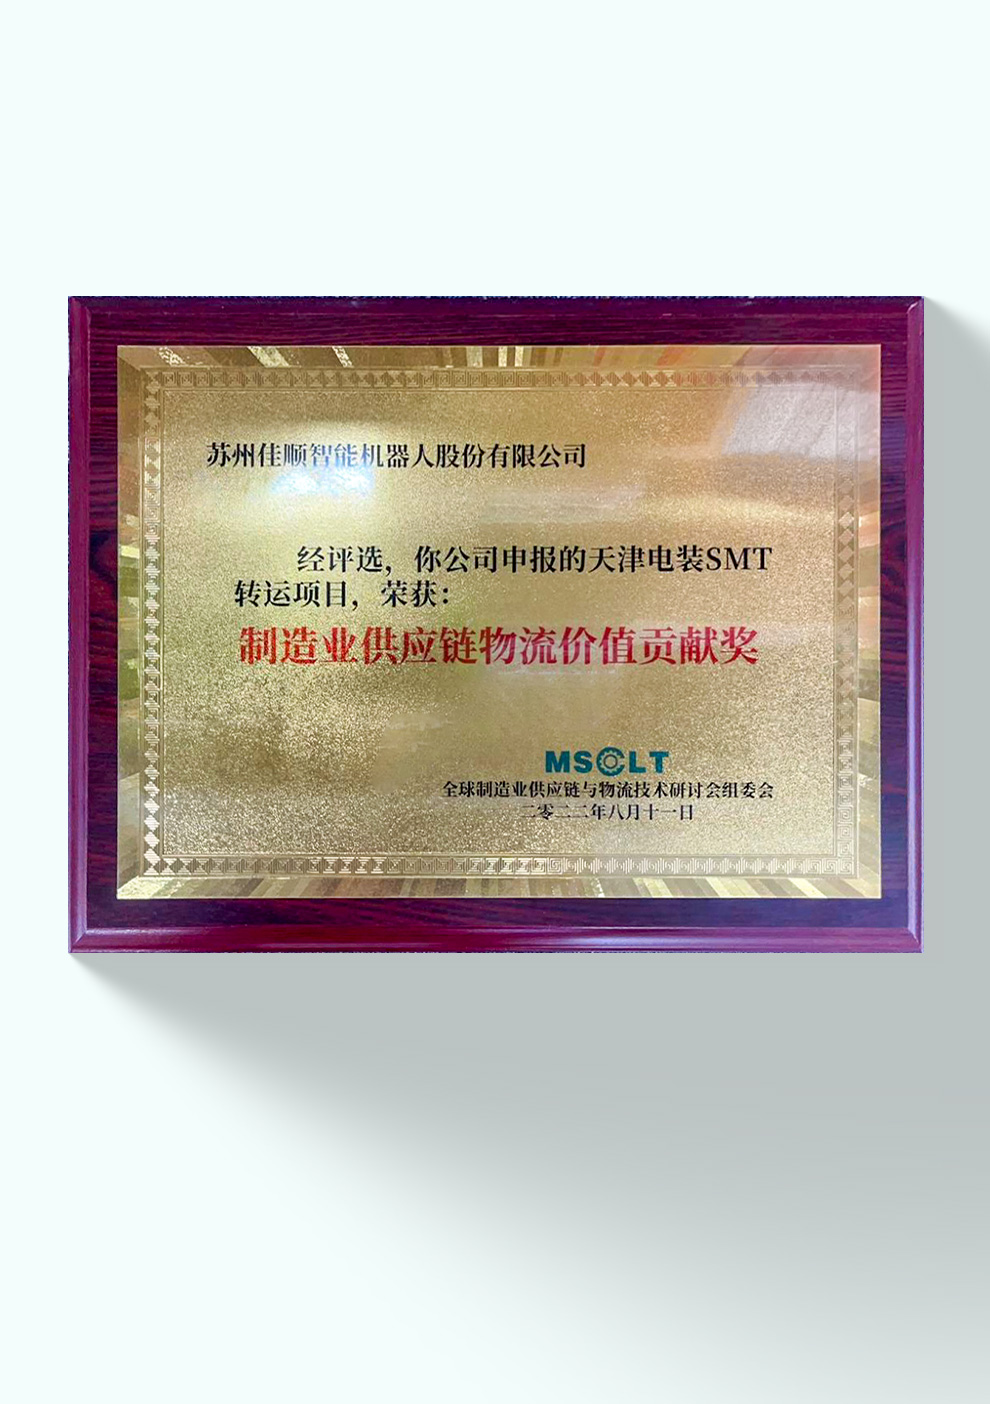 苏州佳顺智能机器人股份有限公司
经评选，你公司申报的天津电装SMT
转运项目，荣获：
制造业供应链物流价值贡献奖
MSCLT
全球制造业供应链与物流技术研讨会组委会
二零二二年八月十一日